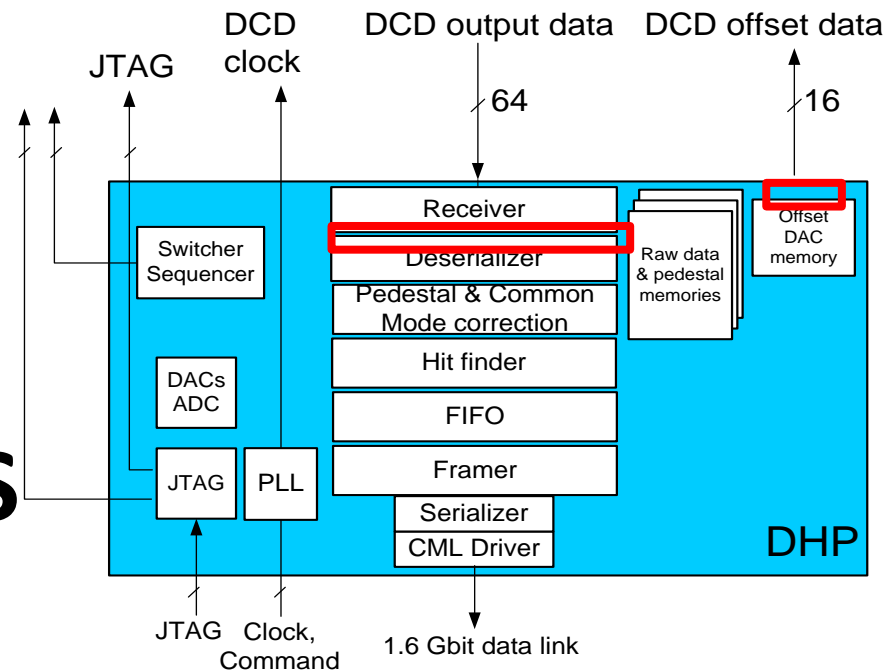 DCD
clock
DCD output data
DCD offset data
JTAG
64
16
Receiver
Deserializer
Pedestal & Common
Mode correction
Hit finder
FIFO
Framer
Serializer
CML Driver
Switcher
Sequencer
DACs
ADC
JTAG
PLL
Raw data
& pedestal
memories
Offset
DAC
memory
DHP
s
JTAG
Clock,
Command
1.6 Gbit data link